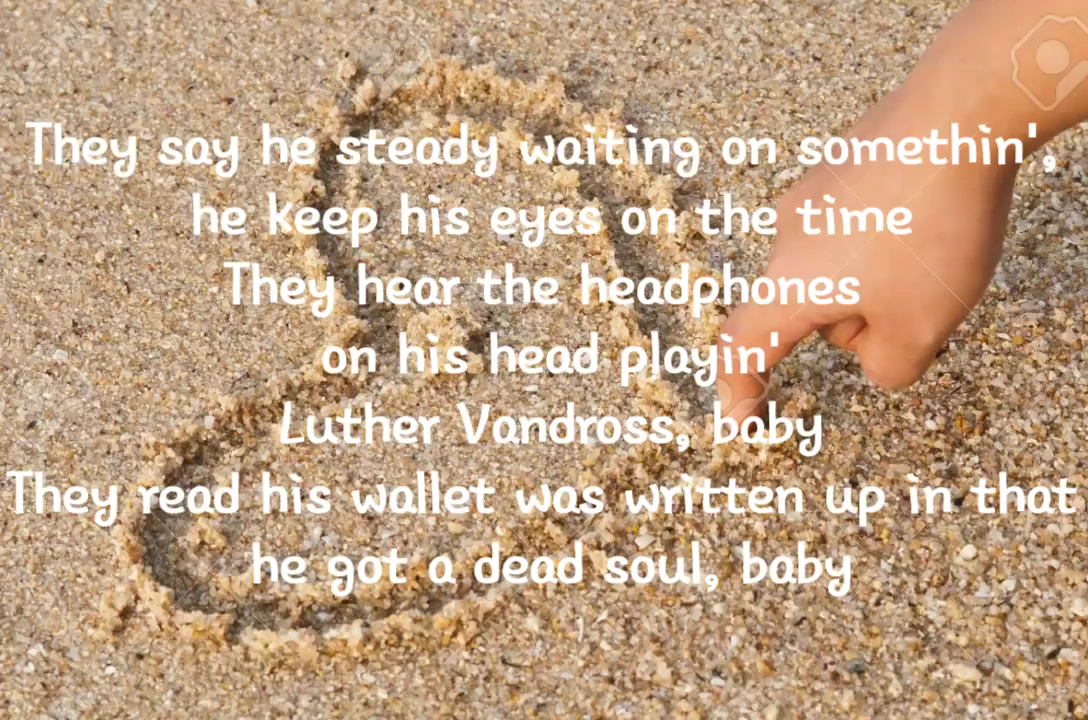 They say he steady waiting on somethin',
he keep his eyes on the time
They hear the headphones
on his head playin'
Luther Vandross, baby
They read his wallet was written up in that
he got a dead soul, baby